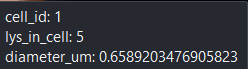 cell_id: 1
lys_in_cell: 5
diameter_um: 0.6589203476905823